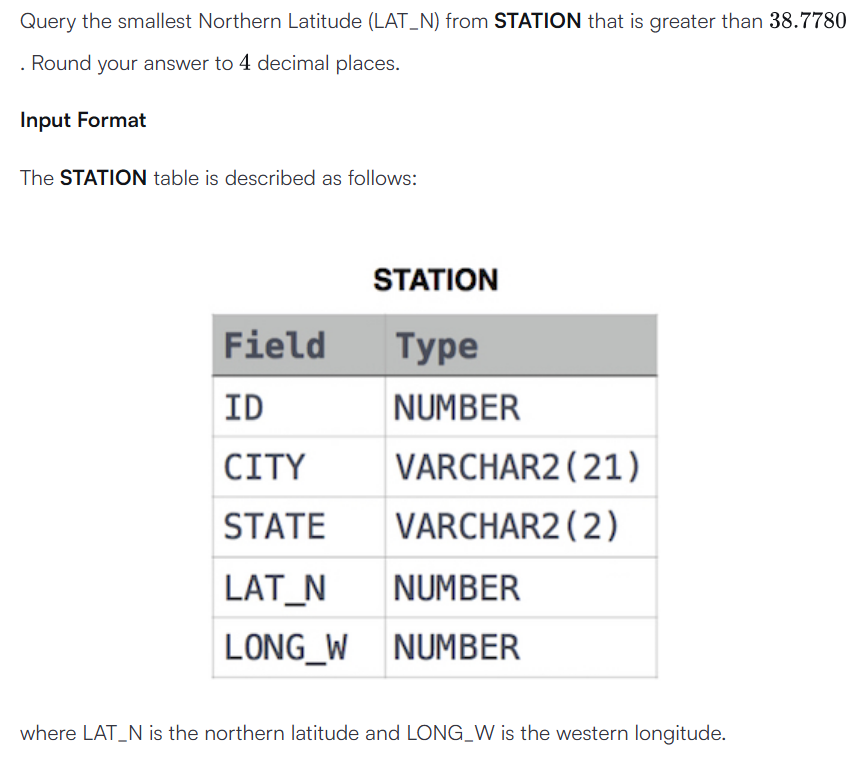 Query the smallest Northern Latitude (LAT_N) from STATION that is greater than 38.7780
. Round your answer to 4 decimal places.
Input Format
The STATION table is described as follows:
STATION
Field Type
ID NUMBER
CITY VARCHAR2(21)
STATE VARCHAR2(2)
LAT_N NUMBER
LONG_W NUMBER
where LAT_N is the northern latitude and LONG_W is the western longitude.